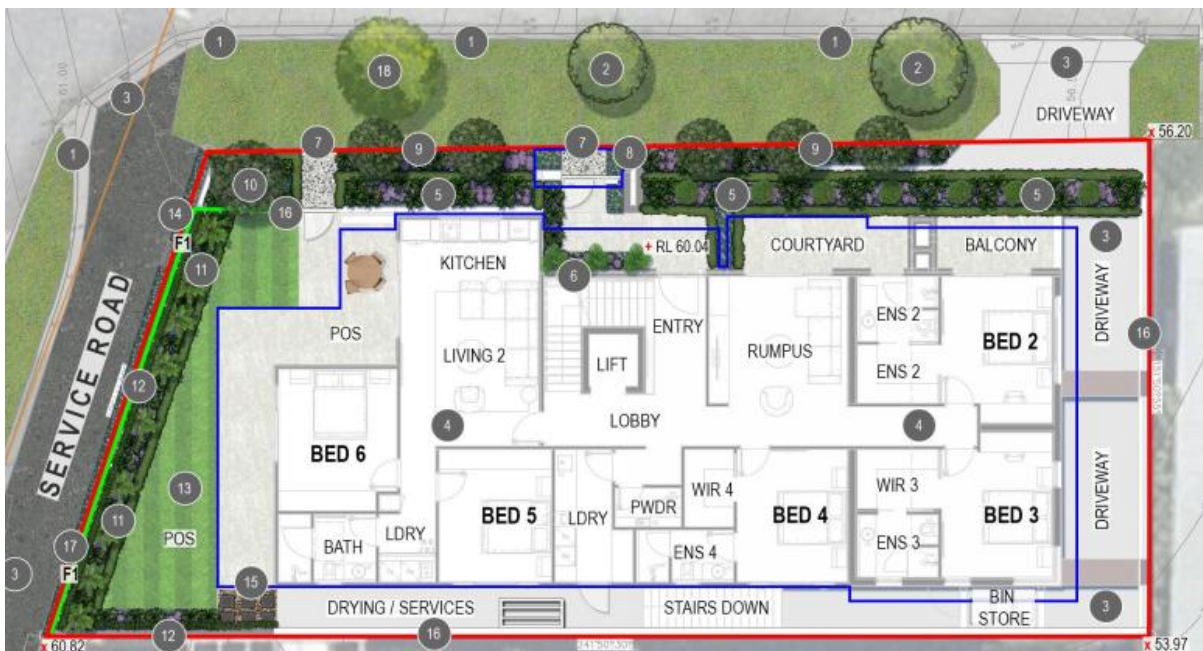 1
18
1
2
1
2
3
3
61.00
DRIVEWAY
56.20
1
7
9
7
8
9
10
5
5
5
14
16
F1
RL 60.04
COURTYARD
BALCONY
3
KITCHEN
6
11
ENS 2
DRIVEWAY
POS
LIVING 2
ENTRY
RUMPUS
BED 2
16
LIFT
ENS 2
12
SERVICE ROAD
4
LOBBY
4
BED 6
13
WIR 4
WIR 3
BED 5
PWDR
BED 4
BED 3
DRIVEWAY
11
LDRY
LDRY
POS
BATH
ENS 4
ENS 3
17
F1
3
15
DRYING / SERVICES
STAIRS DOWN
BIN
STORE
3
12
16
60.82
53.97